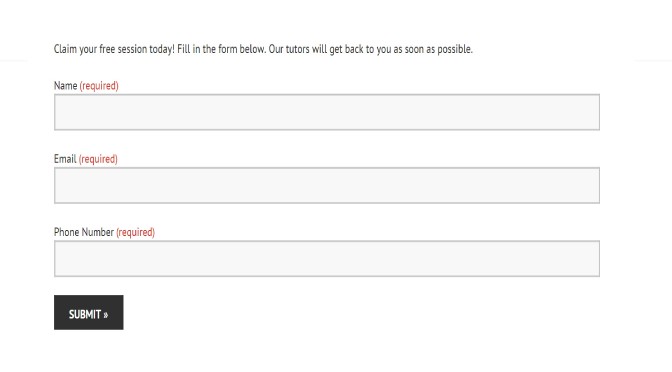 Claim your free session today! Fill in the form below. Our tutors will get back to you as soon as possible.
Name (required)
Email (required)
Phone Number (required)
SUBMIT »